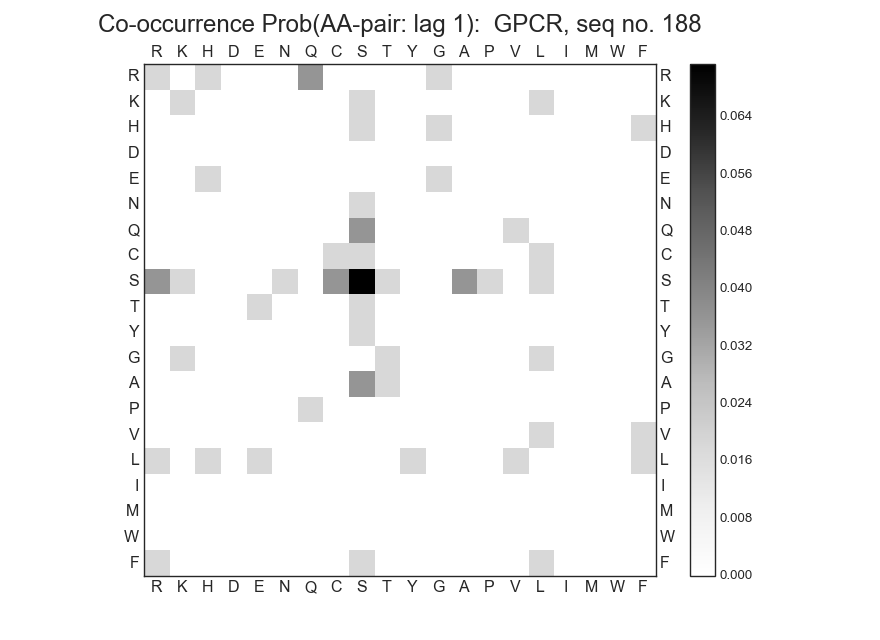 Co-occurrence Prob(AA-pair: lag 1):  GPCR, seq no. 188
R K H D E N Q C S T Y G A P V L I M W F
R R
K K
H H
D D
E E
N N
Q Q
C C
S S
T T
Y Y
G G
A A
P P
V V
L L
I I
M M
W W
F F
R K H D E N Q C S T Y G A P V L I M W F
0.064
0.056
0.048
0.040
0.032
0.024
0.016
0.008
0.000